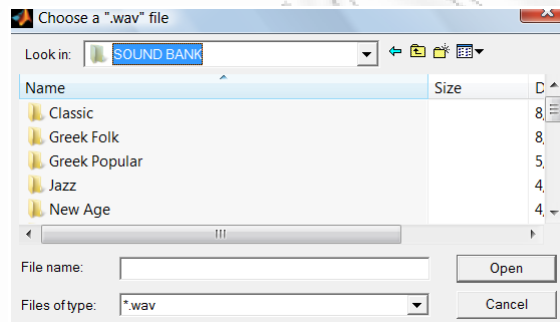 Choose a ".wav" file
Look in: SOUND BANK
Name Size D
Classic 8,
Greek Folk 8,
Greek Popular 5,
Jazz 4,
New Age 4,
File name: Open
Files of type: *.wav Cancel